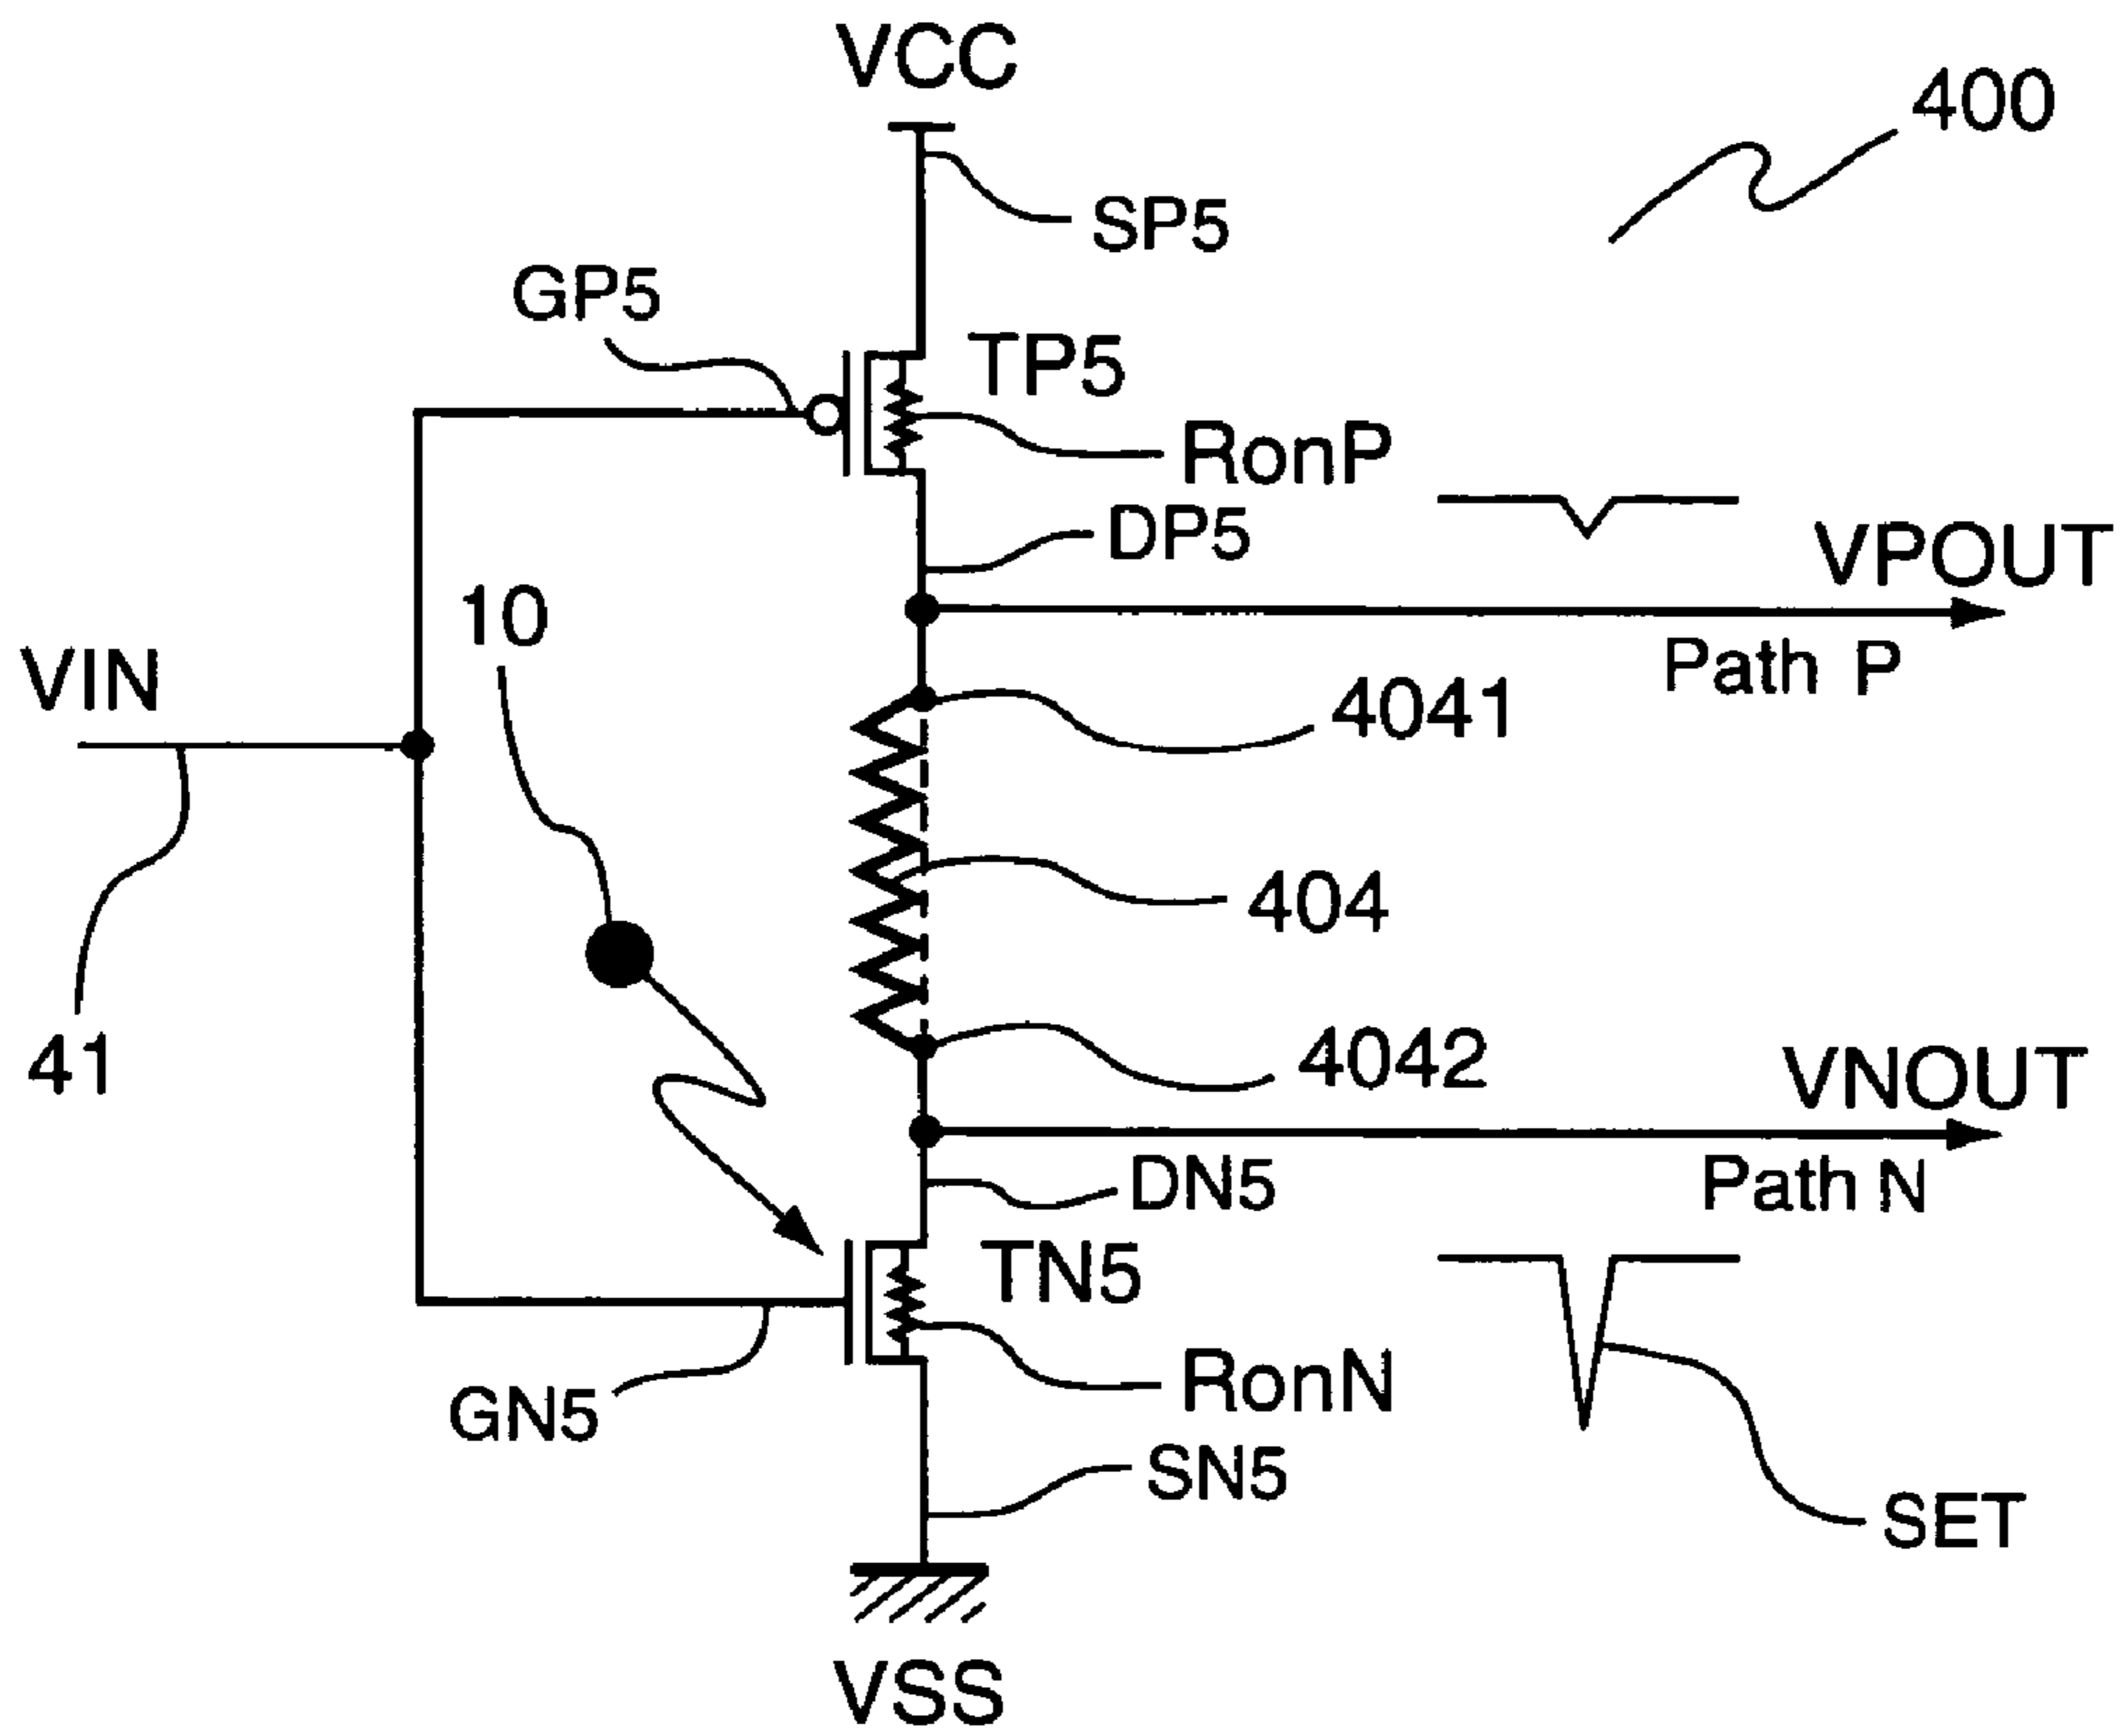 VCC
400
SP5
GP5
TP5
RonP
DP5
VPOUT
10
Path P
VIN
4041
404
41
4042
VNOUT
DN5
Path N
TN5
RonN
GN5
SN5
SET
VSS